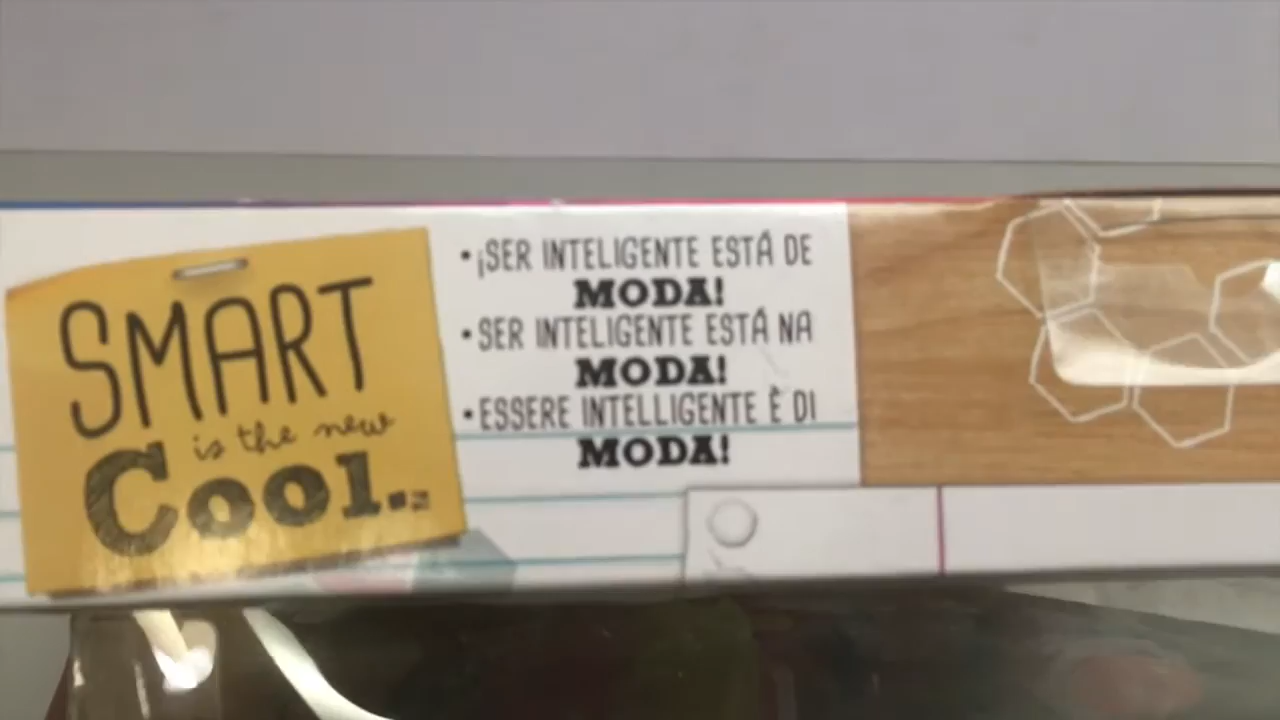 SMART
is the new
Cool.
• ¡SER INTELIGENTE ESTÁ DE
MODA!
• SER INTELIGENTE ESTÁ NA
MODA!
• ESSERE INTELLIGENTE È DI
MODA!